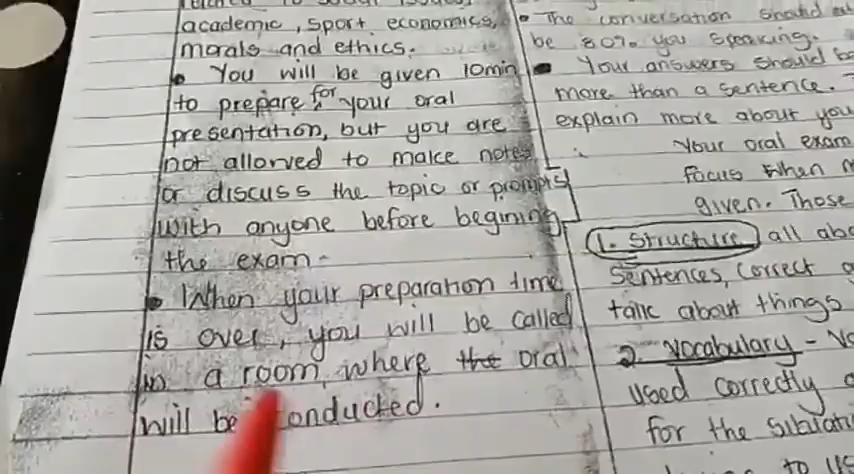 academic, sport, economics,
morals and ethics.
• You will be given 10min
to prepare for your oral
presentation, but you are
not allowed to make notes
or discuss the topic or prompts
with anyone before begining
the exam.
• When your preparation time
is over, you will be called
in a room, where the oral
will be conducted.
• The conversation should
be 80% you speaking.
• Your answers should be
more than a sentence.
explain more about you
Your oral exam
focus when
given. Those
1. Structure all
sentences, correct
talk about things
2 Vocabulary -
used correctly
for the
to us